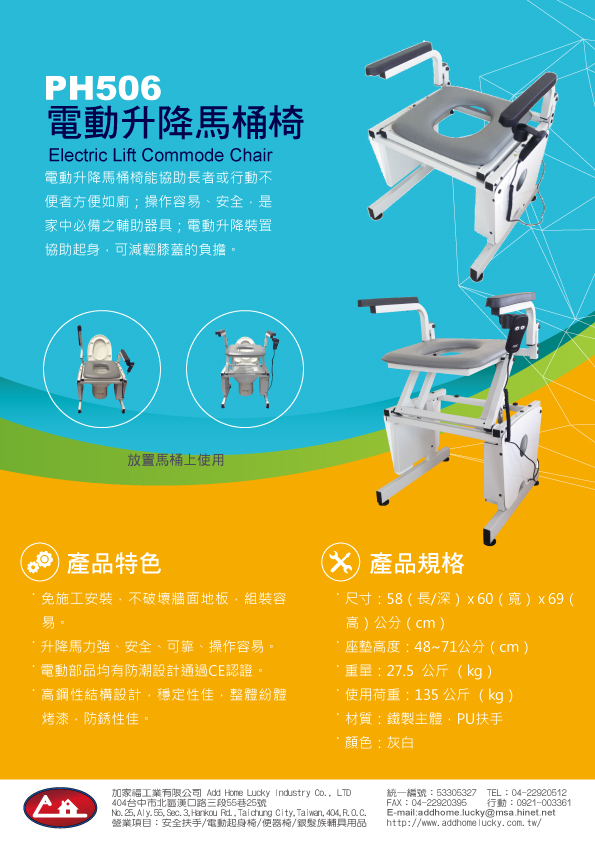 PH506
電動升降馬桶椅
Electric Lift Commode Chair
電動升降馬桶椅能協助長者或行動不
便者方便如廁；操作容易、安全，是
家中必備之輔助器具；電動升降裝置
協助起身，可減輕膝蓋的負擔。
放置馬桶上使用
產品特色
˙免施工安裝、不破壞牆面地板，組裝容
易。
˙升降馬力強、安全、可靠、操作容易。
˙電動部品均有防潮設計通過CE認證。
˙高鋼性結構設計，穩定性佳，整體紛體
烤漆，防銹性佳。
產品規格
˙尺寸：58（長/深）x 60（寬）x 69（
高）公分（cm）
˙座墊高度：48~71公分（cm）
˙重量：27.5 公斤（kg）
˙使用荷重：135 公斤（kg）
˙材質：鐵製主體，PU扶手
˙顏色：灰白
加家福工業有限公司 Add Home Lucky Industry Co., LTD
404台中市北區漢口路三段55巷25號
No.25,Aly.55,Sec.3,Hankou Rd.,Taichung City,Taiwan,404,R.O.C.
營業項目：安全扶手/電動起身椅/便器椅/銀髮族輔具用品
統一編號：53305327 TEL：04-22920512
FAX：04-22920395 行動：0921-003361
E-mail:addhome.lucky@msa.hinet.net
http://www.addhomelucky.com.tw/